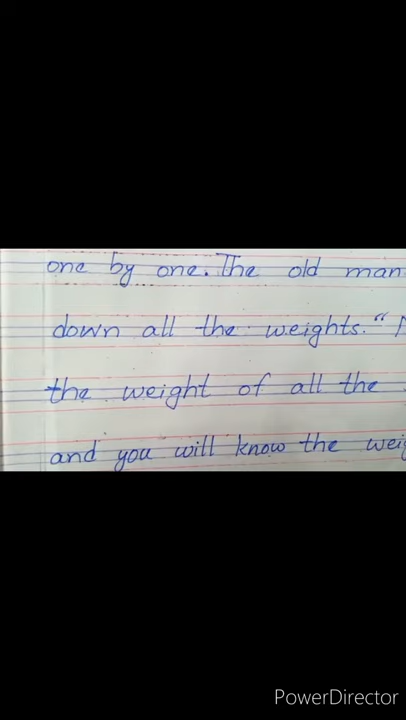 one by one. The old man
down all the weights. "
the weight of all the
and you will know the
PowerDirector